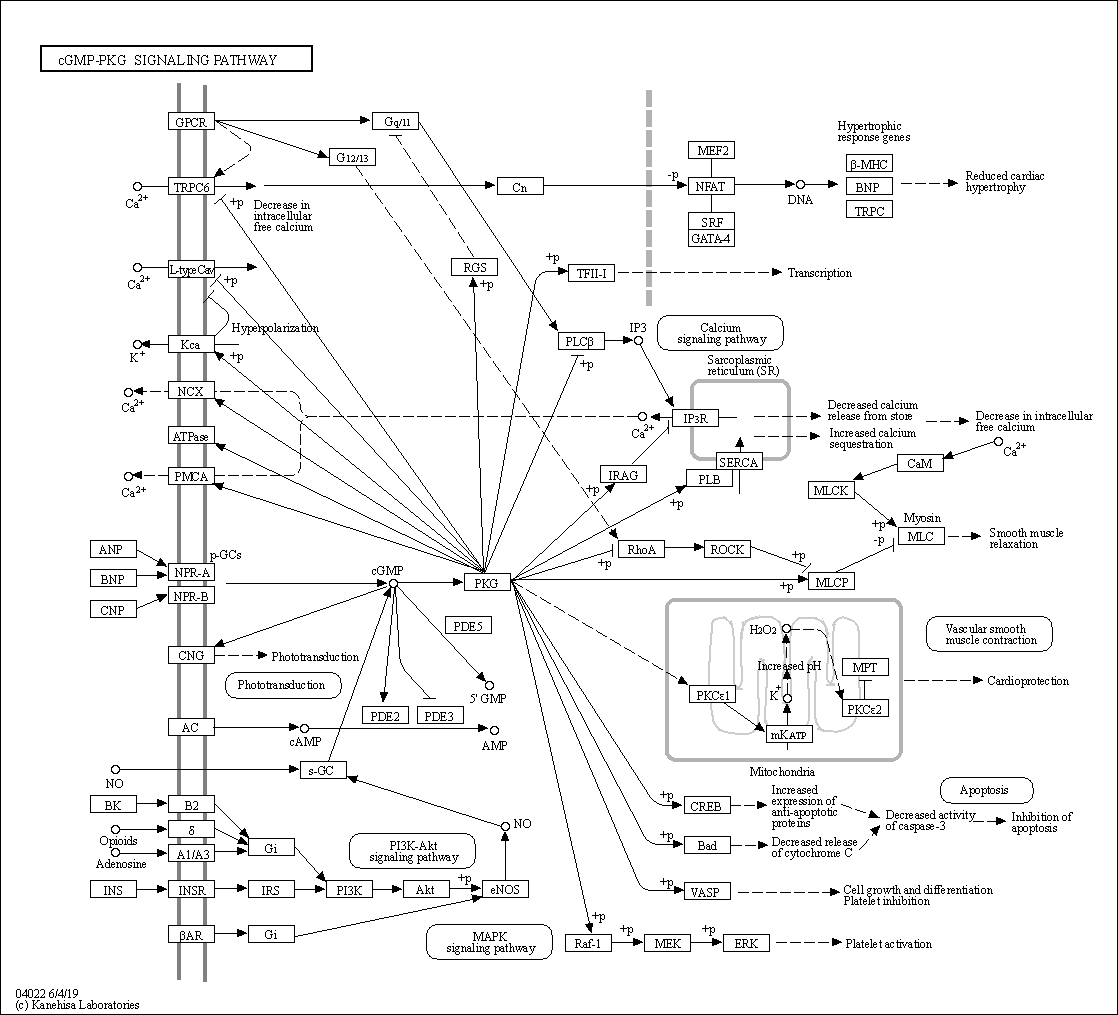 cGMP-PKG SIGNALING PATHWAY
GPCR
Gq/11
G12/13
Hypertrophic
response genes
MEF2
β-MHC
Ca2+
TRPC6
+p
Decrease in
intracellular
free calcium
Cn
-p
NFAT
DNA
BNP
Reduced cardiac
hypertrophy
TRPC
SRF
GATA-4
Ca2+
L-typeCav
+p
RGS
+p
+p
TFII-I
Transcription
Hyperpolarization
K+
Kca
+p
PLCβ
+p
IP3
Calcium
signaling pathway
Sarcoplasmic
reticulum (SR)
Ca2+
NCX
ATPase
Ca2+
PMCA
Ca2+
IP3R
Decreased calcium
release from store
Increased calcium
sequestration
Decrease in intracellular
free calcium
Ca2+
SERCA
PLB
+p
IRAG
+p
CaM
MLCK
+p
-p
Myosin
MLC
Smooth muscle
relaxation
ANP
BNP
CNP
p-GCs
NPR-A
NPR-B
cGMP
PKG
+p
RhoA
ROCK
+p
MLCP
PDE5
CNG
Phototransduction
Phototransduction
5' GMP
PDE2
PDE3
H2O2
Increased pH
K+
MPT
PKCε1
PKCε2
mKATP
Mitochondria
Vascular smooth
muscle contraction
Cardioprotection
AC
cAMP
AMP
NO
s-GC
BK
B2
Opioids
δ
Adenosine
A1/A3
Gi
NO
PI3K-Akt
signaling pathway
INS
INSR
IRS
PI3K
Akt
+p
eNOS
βAR
Gi
MAPK
signaling pathway
+p
CREB
Increased
expression of
anti-apoptotic
proteins
Apoptosis
Decreased activity
of caspase-3
Inhibition of
apoptosis
+p
Bad
Decreased release
of cytochrome C
+p
VASP
Cell growth and differentiation
Platelet inhibition
+p
Raf-1
+p
MEK
+p
ERK
Platelet activation
04022 6/4/19
(c) Kanehisa Laboratories